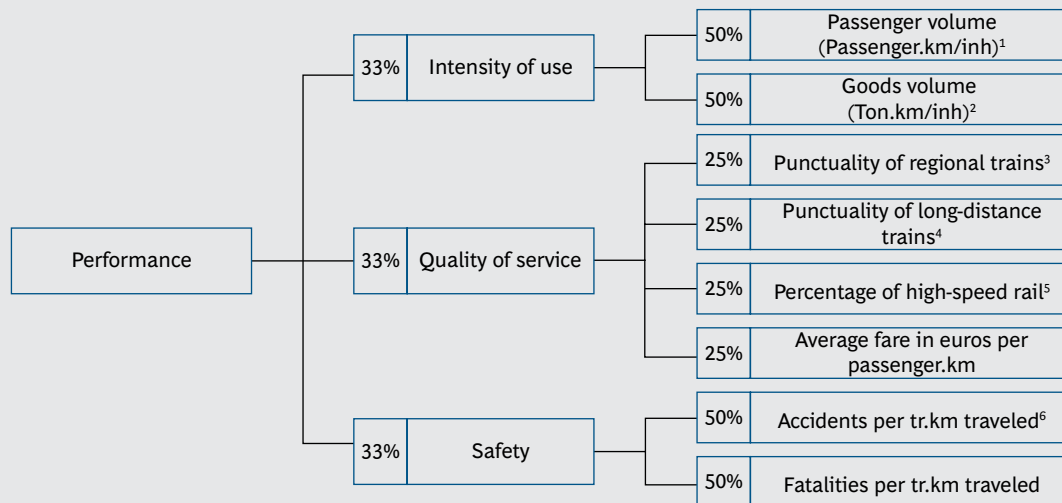 Performance
33%
Intensity of use
50%
Passenger volume
(Passenger.km/inh)¹
50%
Goods volume
(Ton.km/inh)²
33%
Quality of service
25%
Punctuality of regional trains³
25%
Punctuality of long-distance
trains⁴
25%
Percentage of high-speed rail⁵
25%
Average fare in euros per
passenger.km
33%
Safety
50%
Accidents per tr.km traveled⁶
50%
Fatalities per tr.km traveled